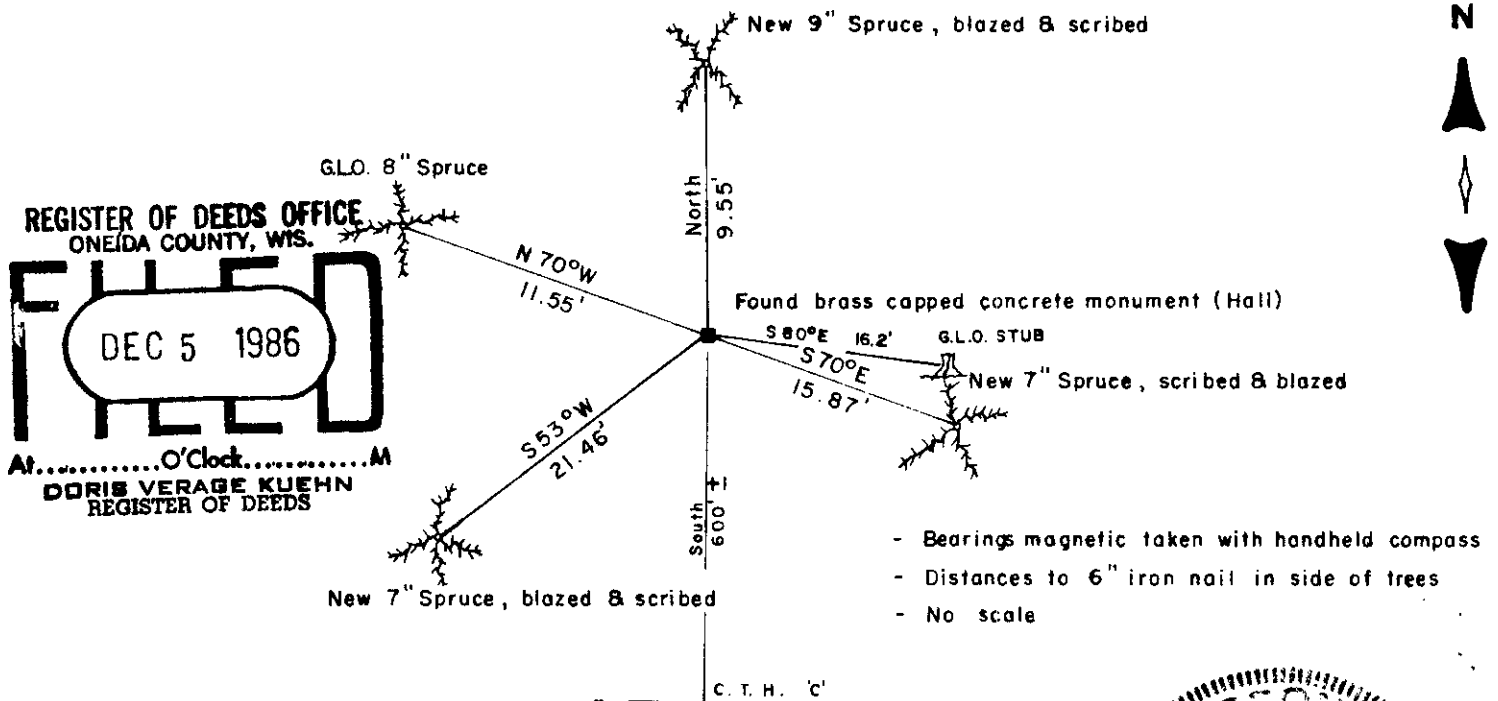 New 9" Spruce, blazed & scribed
N
G.L.O. 8" Spruce
REGISTER OF DEEDS OFFICE
ONEIDA COUNTY, WIS.
FILED
DEC 5 1986
At............O'Clock............M
DORIS VERAGE KUEHN
REGISTER OF DEEDS
North
9.55'
N 70°W
11.55'
Found brass capped concrete monument (Hall)
S 80°E 16.2'
G.L.O. STUB
S 70°E
15.87'
New 7" Spruce, scribed & blazed
S 53°W
21.46'
South
600' +-
New 7" Spruce, blazed & scribed
- Bearings magnetic taken with handheld compass
- Distances to 6" iron nail in side of trees
- No scale
C. T. H. 'C'